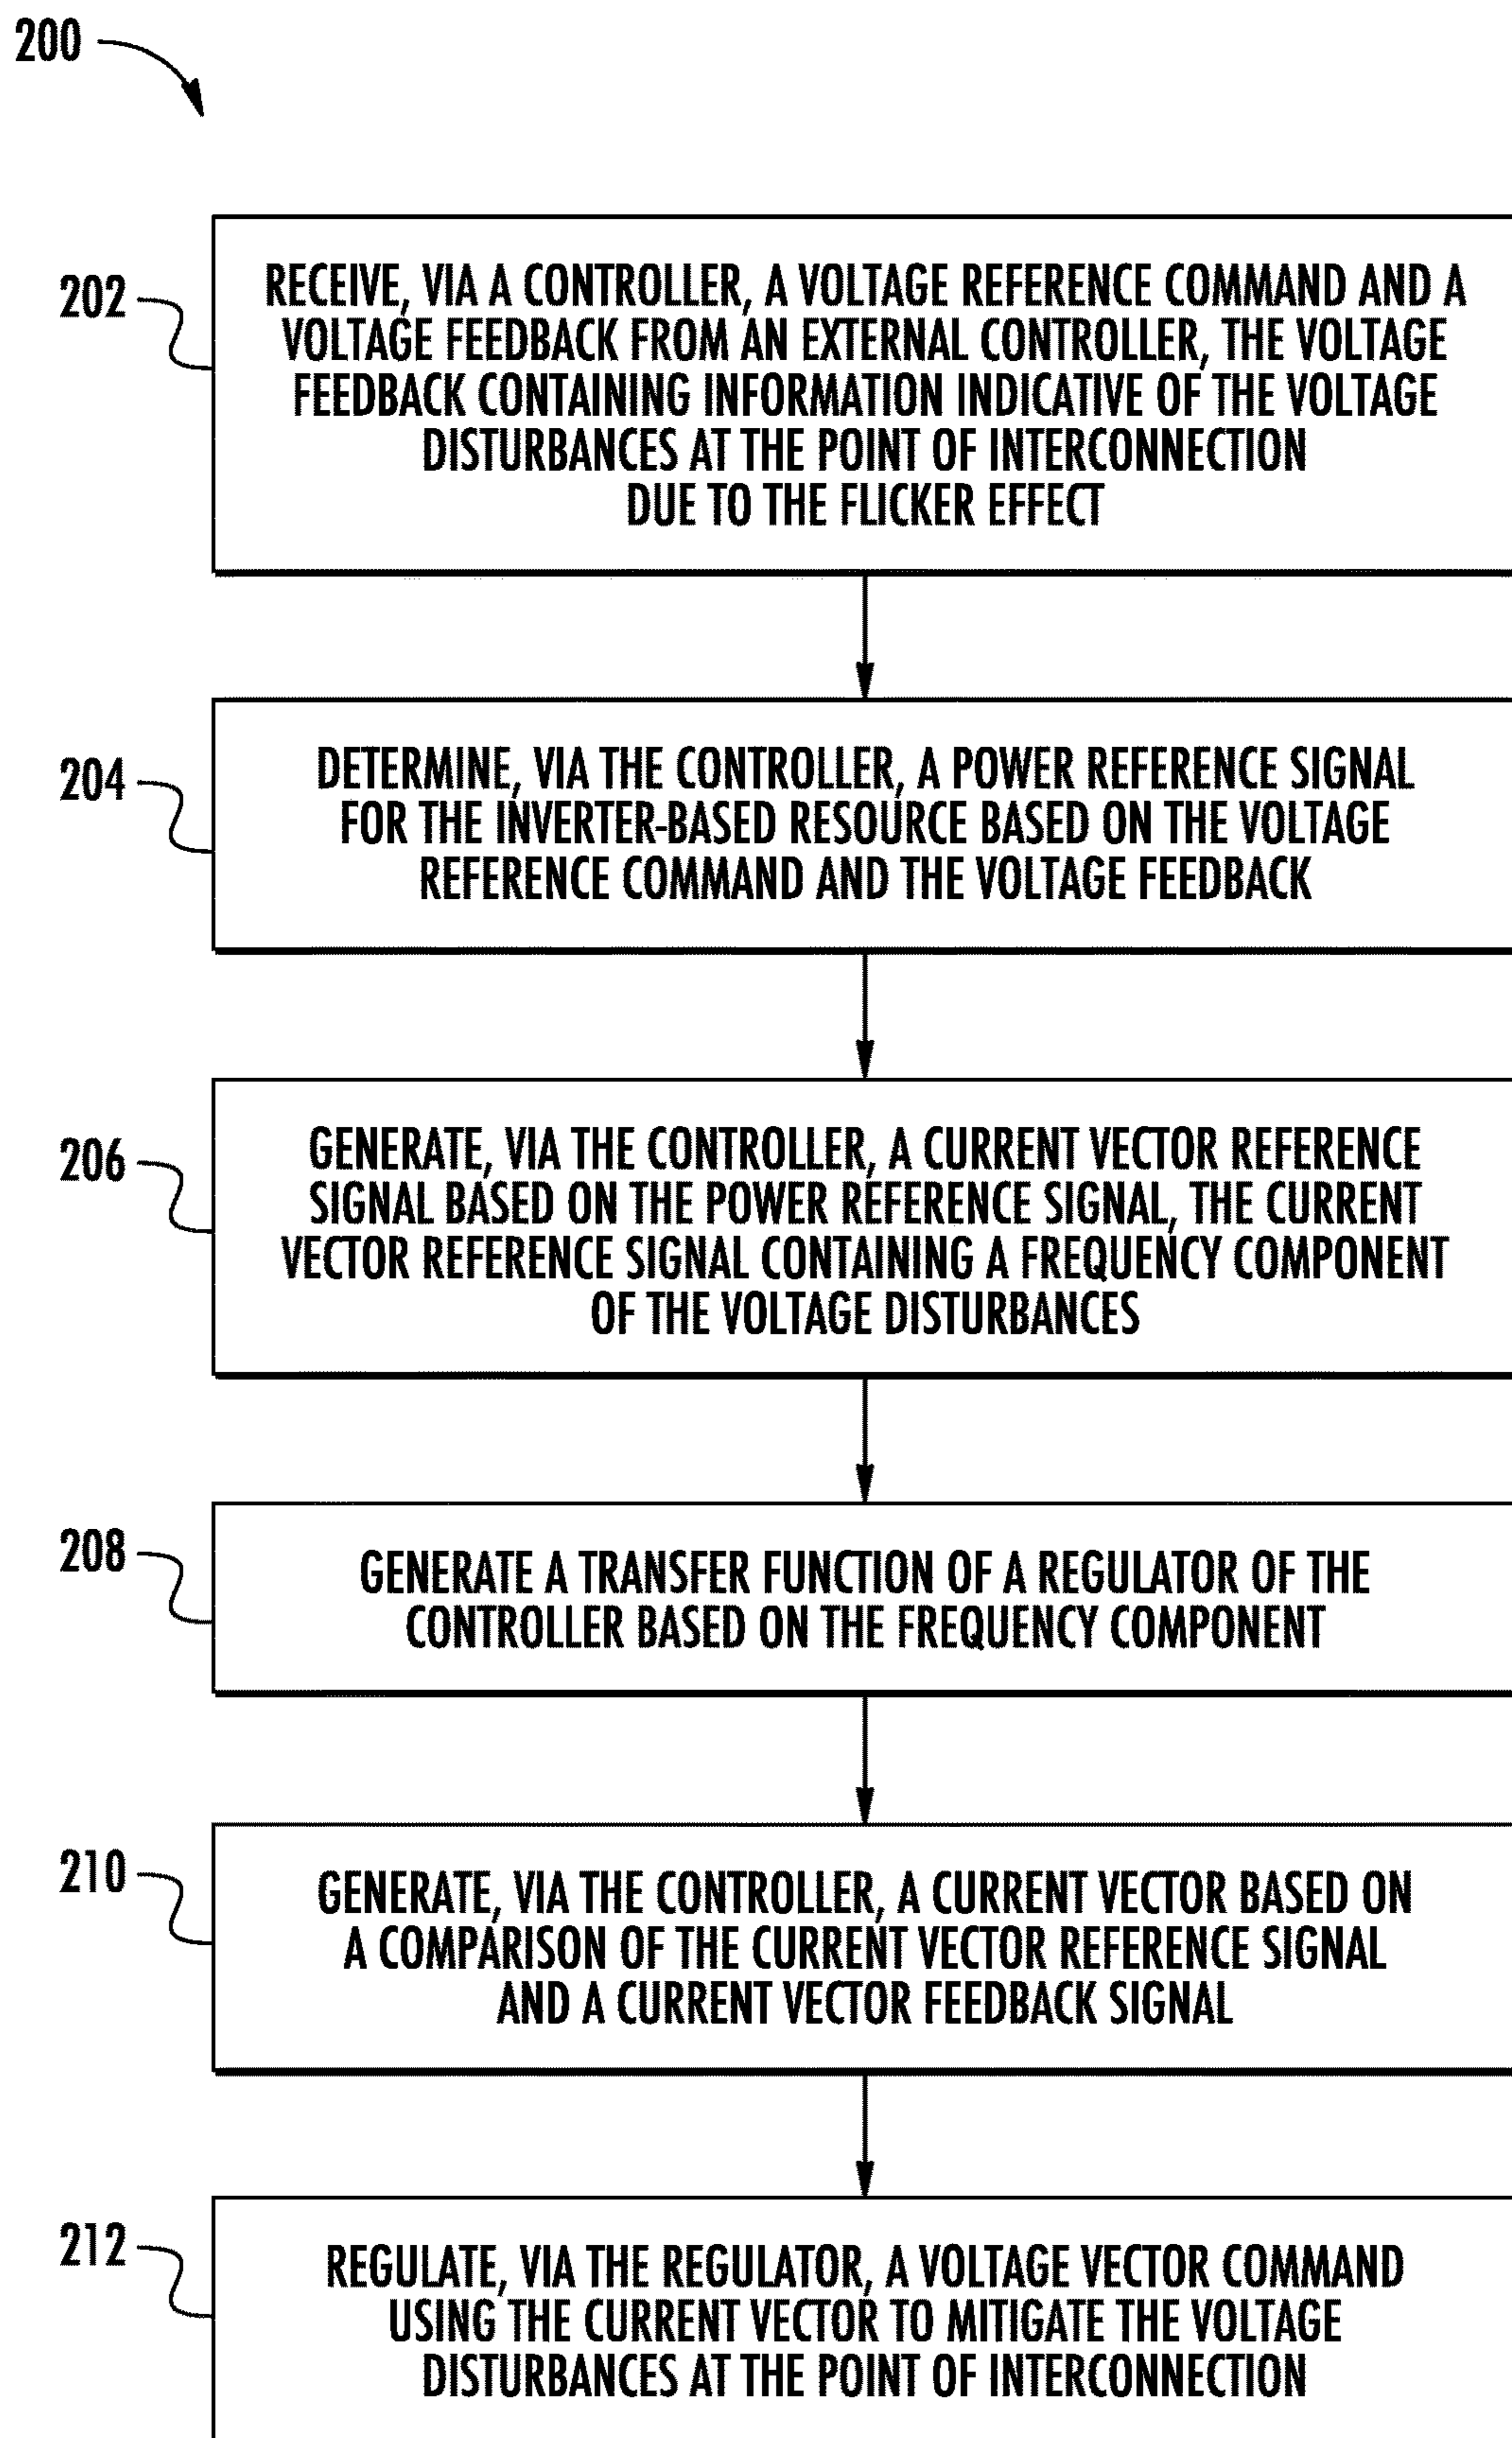 200
202
RECEIVE, VIA A CONTROLLER, A VOLTAGE REFERENCE COMMAND AND A
VOLTAGE FEEDBACK FROM AN EXTERNAL CONTROLLER, THE VOLTAGE
FEEDBACK CONTAINING INFORMATION INDICATIVE OF THE VOLTAGE
DISTURBANCES AT THE POINT OF INTERCONNECTION
DUE TO THE FLICKER EFFECT
204
DETERMINE, VIA THE CONTROLLER, A POWER REFERENCE SIGNAL
FOR THE INVERTER-BASED RESOURCE BASED ON THE VOLTAGE
REFERENCE COMMAND AND THE VOLTAGE FEEDBACK
206
GENERATE, VIA THE CONTROLLER, A CURRENT VECTOR REFERENCE
SIGNAL BASED ON THE POWER REFERENCE SIGNAL, THE CURRENT
VECTOR REFERENCE SIGNAL CONTAINING A FREQUENCY COMPONENT
OF THE VOLTAGE DISTURBANCES
208
GENERATE A TRANSFER FUNCTION OF A REGULATOR OF THE
CONTROLLER BASED ON THE FREQUENCY COMPONENT
210
GENERATE, VIA THE CONTROLLER, A CURRENT VECTOR BASED ON
A COMPARISON OF THE CURRENT VECTOR REFERENCE SIGNAL
AND A CURRENT VECTOR FEEDBACK SIGNAL
212
REGULATE, VIA THE REGULATOR, A VOLTAGE VECTOR COMMAND
USING THE CURRENT VECTOR TO MITIGATE THE VOLTAGE
DISTURBANCES AT THE POINT OF INTERCONNECTION